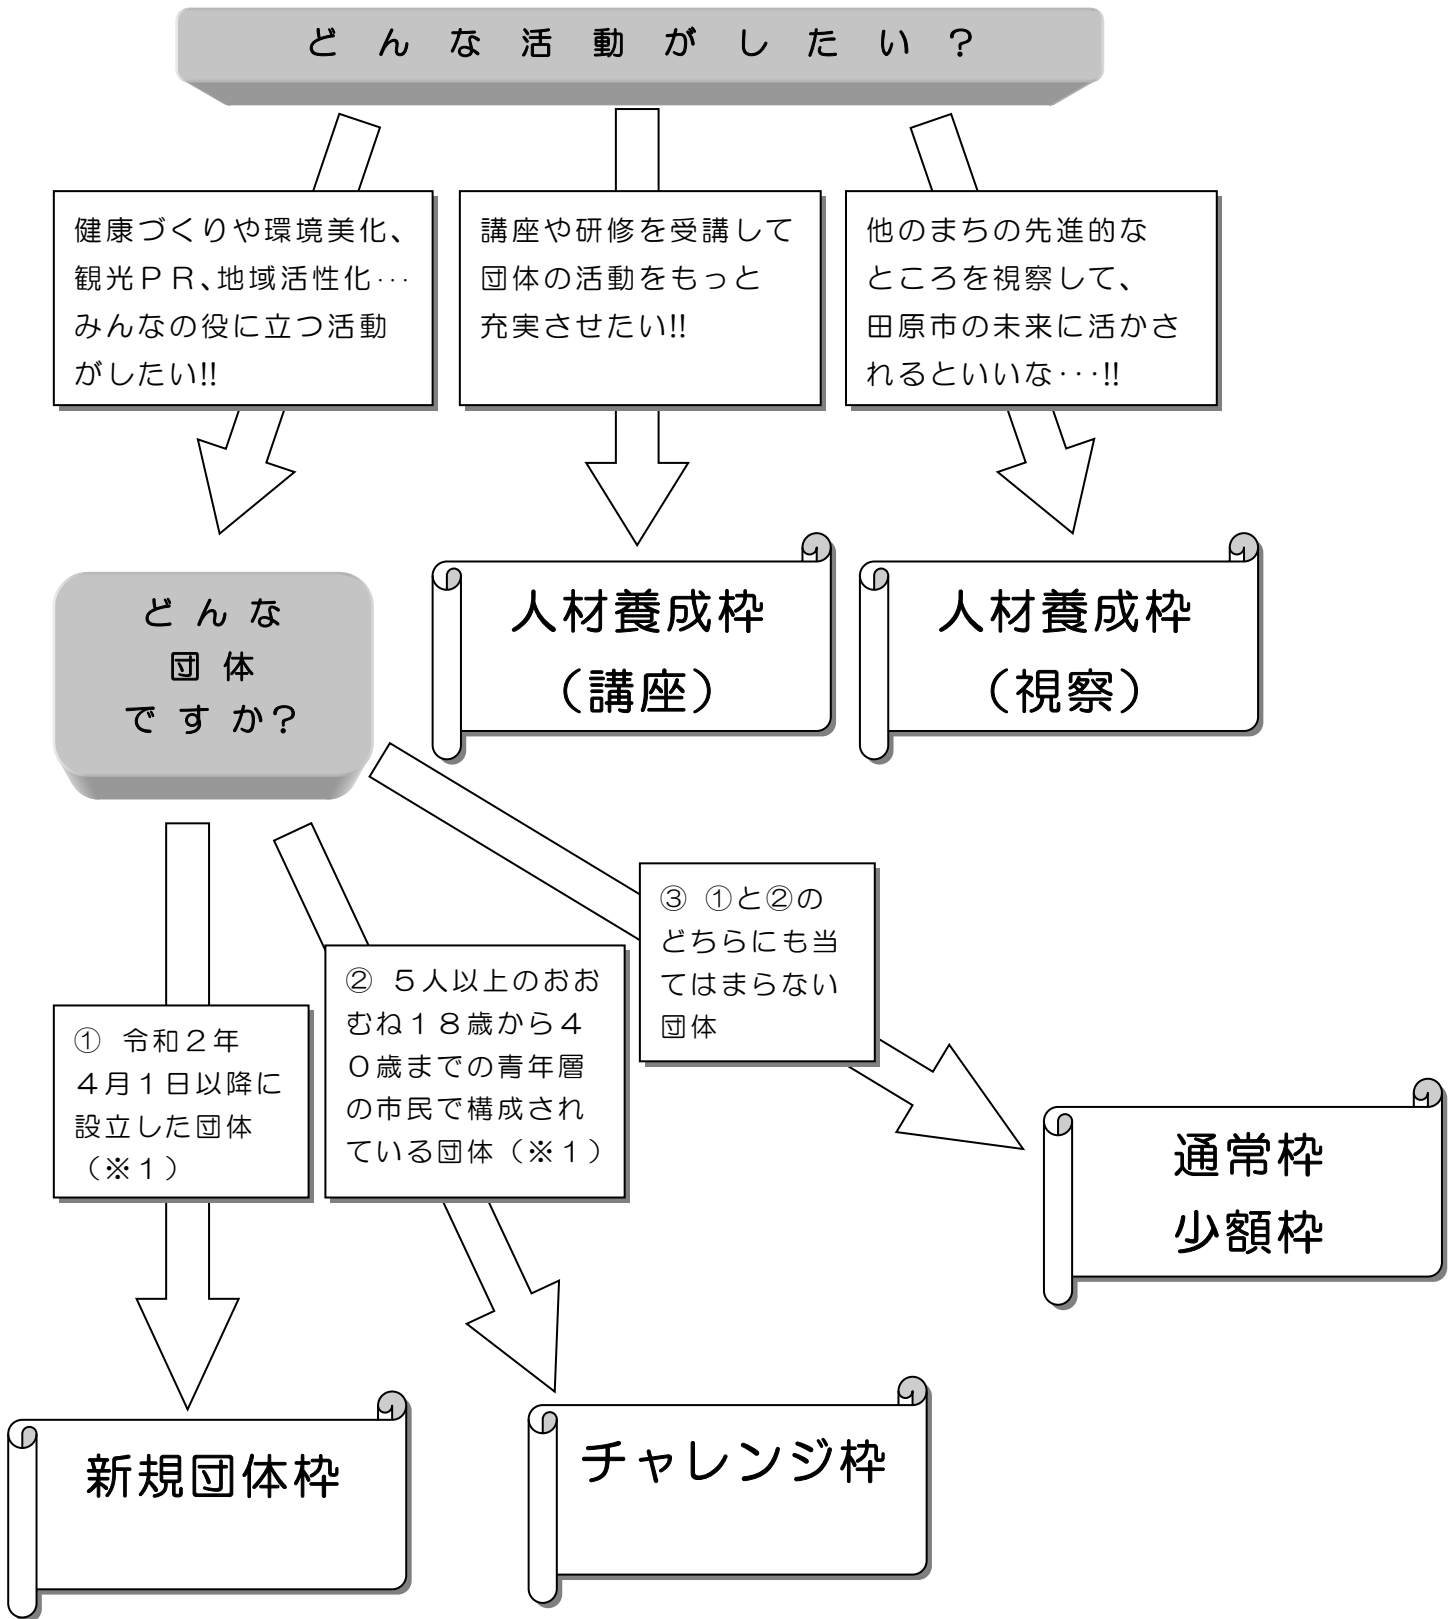 どんな活動がしたい？
健康づくりや環境美化、
観光ＰＲ、地域活性化･･･
みんなの役に立つ活動
がしたい!!
講座や研修を受講して
団体の活動をもっと
充実させたい!!
他のまちの先進的な
ところを視察して、
田原市の未来に活かさ
れるといいな･･･!!
どんな
団体
ですか？
人材養成枠
（講座）
人材養成枠
（視察）
③ ①と②の
どちらにも当
てはまらない
団体
② ５人以上のおお
むね１８歳から４
０歳までの青年層
の市民で構成され
ている団体（※１）
① 令和２年
４月１日以降に
設立した団体
（※１）
通常枠
少額枠
新規団体枠
チャレンジ枠